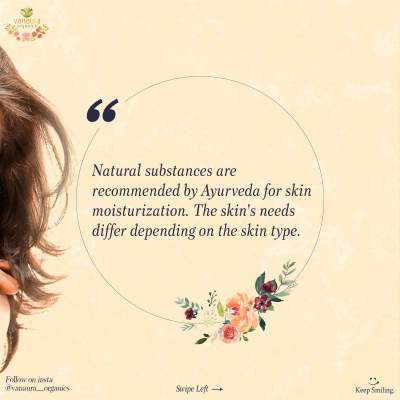 vanaura
organics
“
Natural substances are
recommended by Ayurveda for skin
moisturization. The skin's needs
differ depending on the skin type.
Follow on insta
@vanaura__organics
Swipe Left →
Keep Smiling.